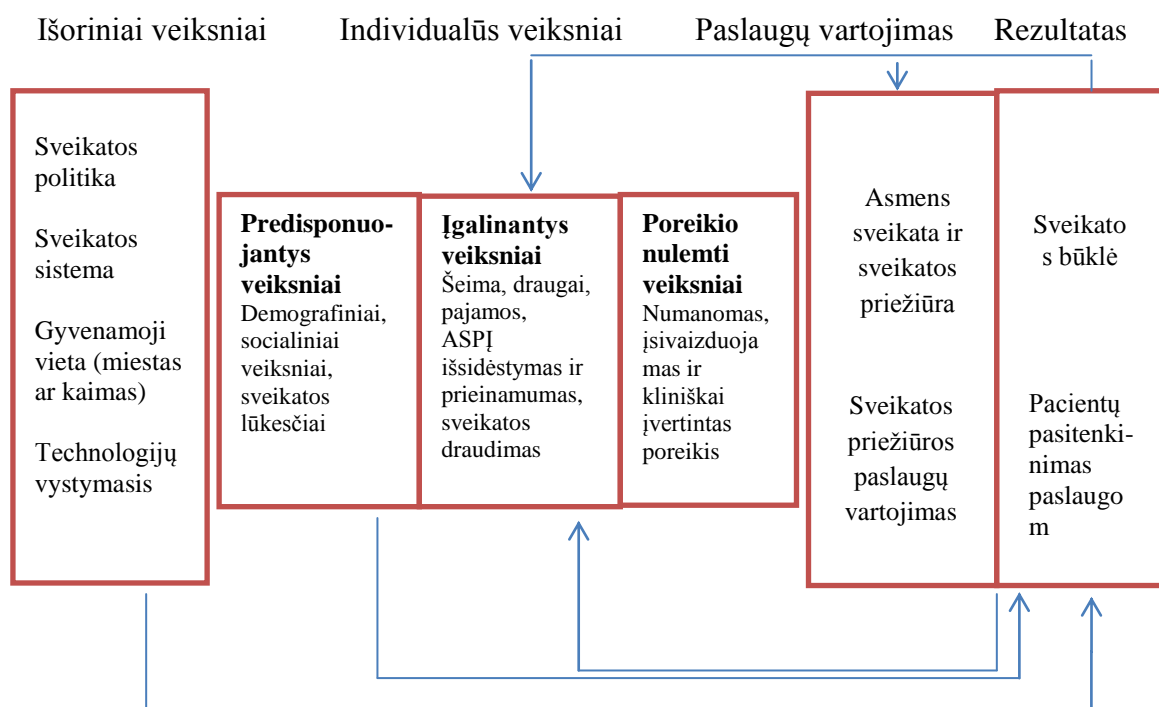 Išoriniai veiksniai
Individualūs veiksniai
Paslaugų vartojimas
Rezultatas
Sveikatos
politika
Sveikatos
sistema
Gyvenamoji
vieta (miestas
ar kaimas)
Technologijų
vystymasis
Predisponuo-
jantys
veiksniai
Demografiniai,
socialiniai
veiksniai,
sveikatos
lūkesčiai
Įgalinantys
veiksniai
Šeima, draugai,
pajamos,
ASPĮ
išsidėstymas ir
prieinamumas,
sveikatos
draudimas
Poreikio
nulemti
veiksniai
Numanomas,
įsivaizduoja
mas ir
kliniškai
įvertintas
poreikis
Asmens
sveikata ir
sveikatos
priežiūra
Sveikatos
priežiūros
paslaugų
vartojimas
Sveikato
s būklė
Pacientų
pasitenki-
nimas
paslaugo
m